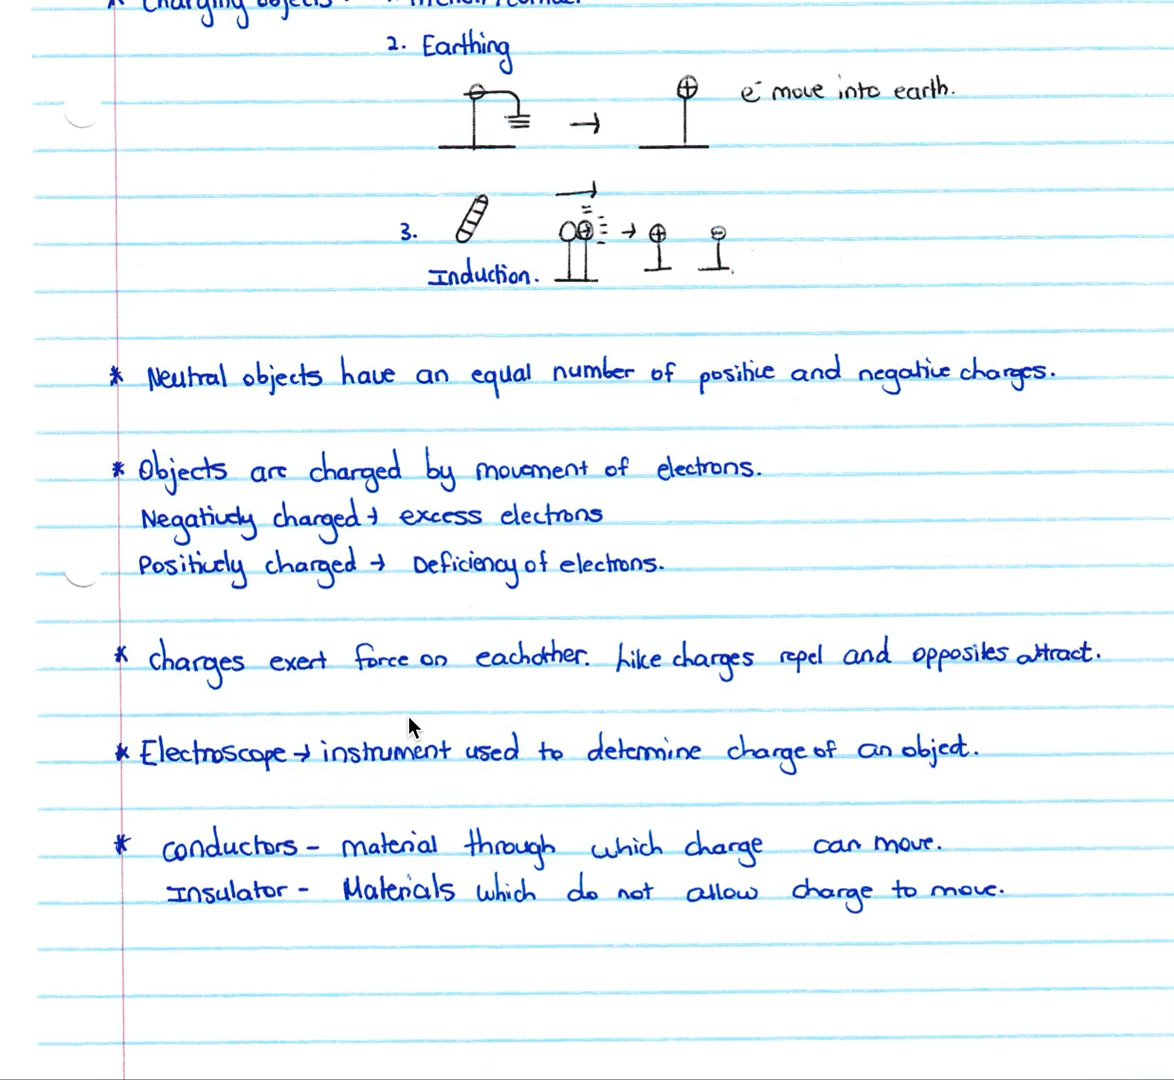 * Charging objects
2. Earthing
e⁻ move into earth.
3.
Induction.
* Neutral objects have an equal number of positive and negative charges.
* Objects are charged by movement of electrons.
Negatively charged → excess electrons
Positively charged → Deficiency of electrons.
* charges exert force on eachother. Like charges repel and opposites attract.
* Electroscope → instrument used to determine charge of an object.
* conductors - material through which charge can move.
Insulator - Materials which do not allow charge to move.